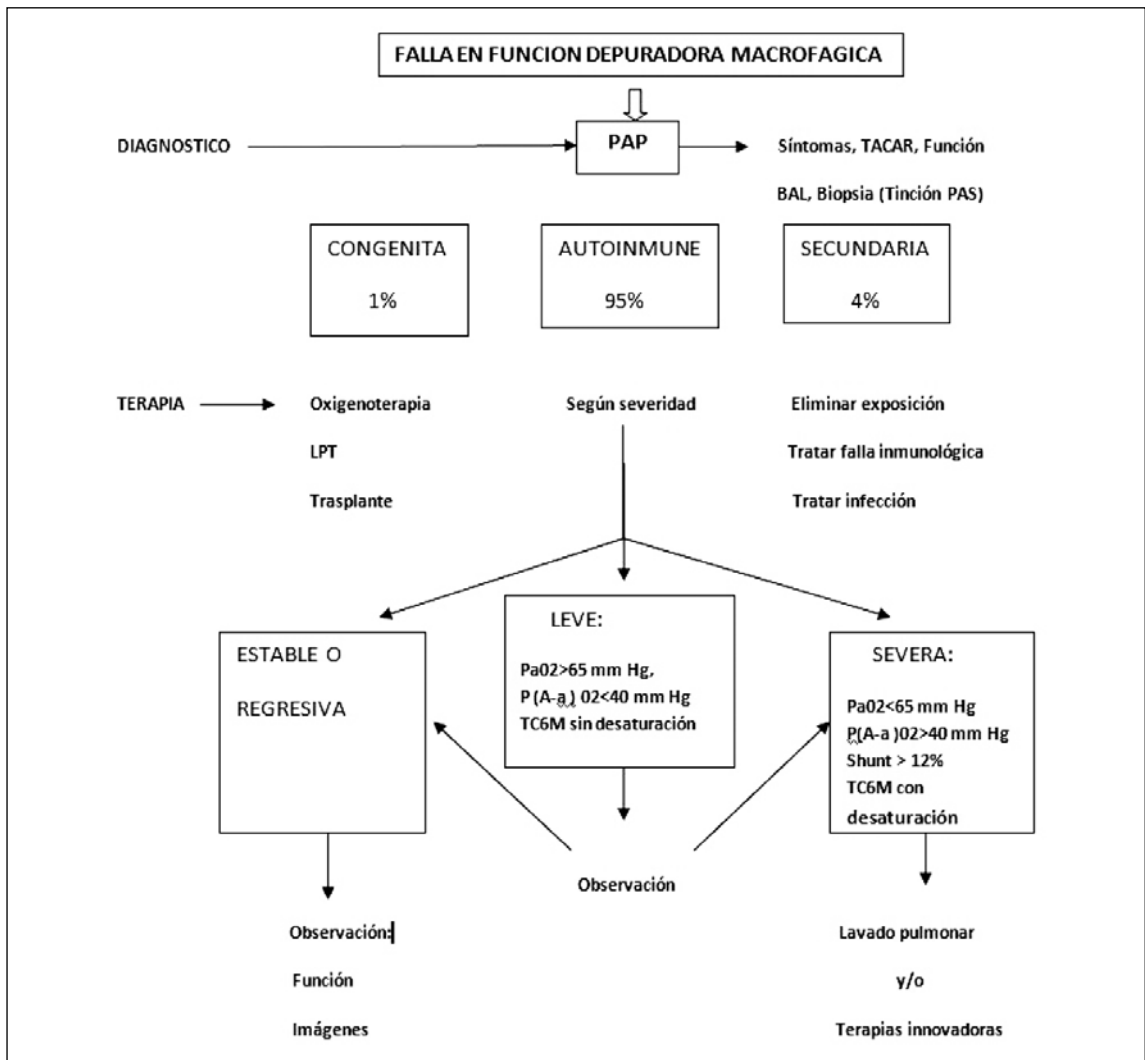 FALLA EN FUNCION DEPURADORA MACROFAGICA
DIAGNOSTICO
PAP
Síntomas, TACAR, Función
BAL, Biopsia (Tinción PAS)
CONGENITA
1%
AUTOINMUNE
95%
SECUNDARIA
4%
TERAPIA
Oxigenoterapia
LPT
Trasplante
Según severidad
Eliminar exposición
Tratar falla inmunológica
Tratar infección
ESTABLE O
REGRESIVA
LEVE:
Pa02>65 mm Hg,
P (A-a) 02<40 mm Hg
TC6M sin desaturación
SEVERA:
Pa02<65 mm Hg
P(A-a )02>40 mm Hg
Shunt > 12%
TC6M con
desaturación
Observación
Observación:
Función
Imágenes
Lavado pulmonar
y/o
Terapias innovadoras